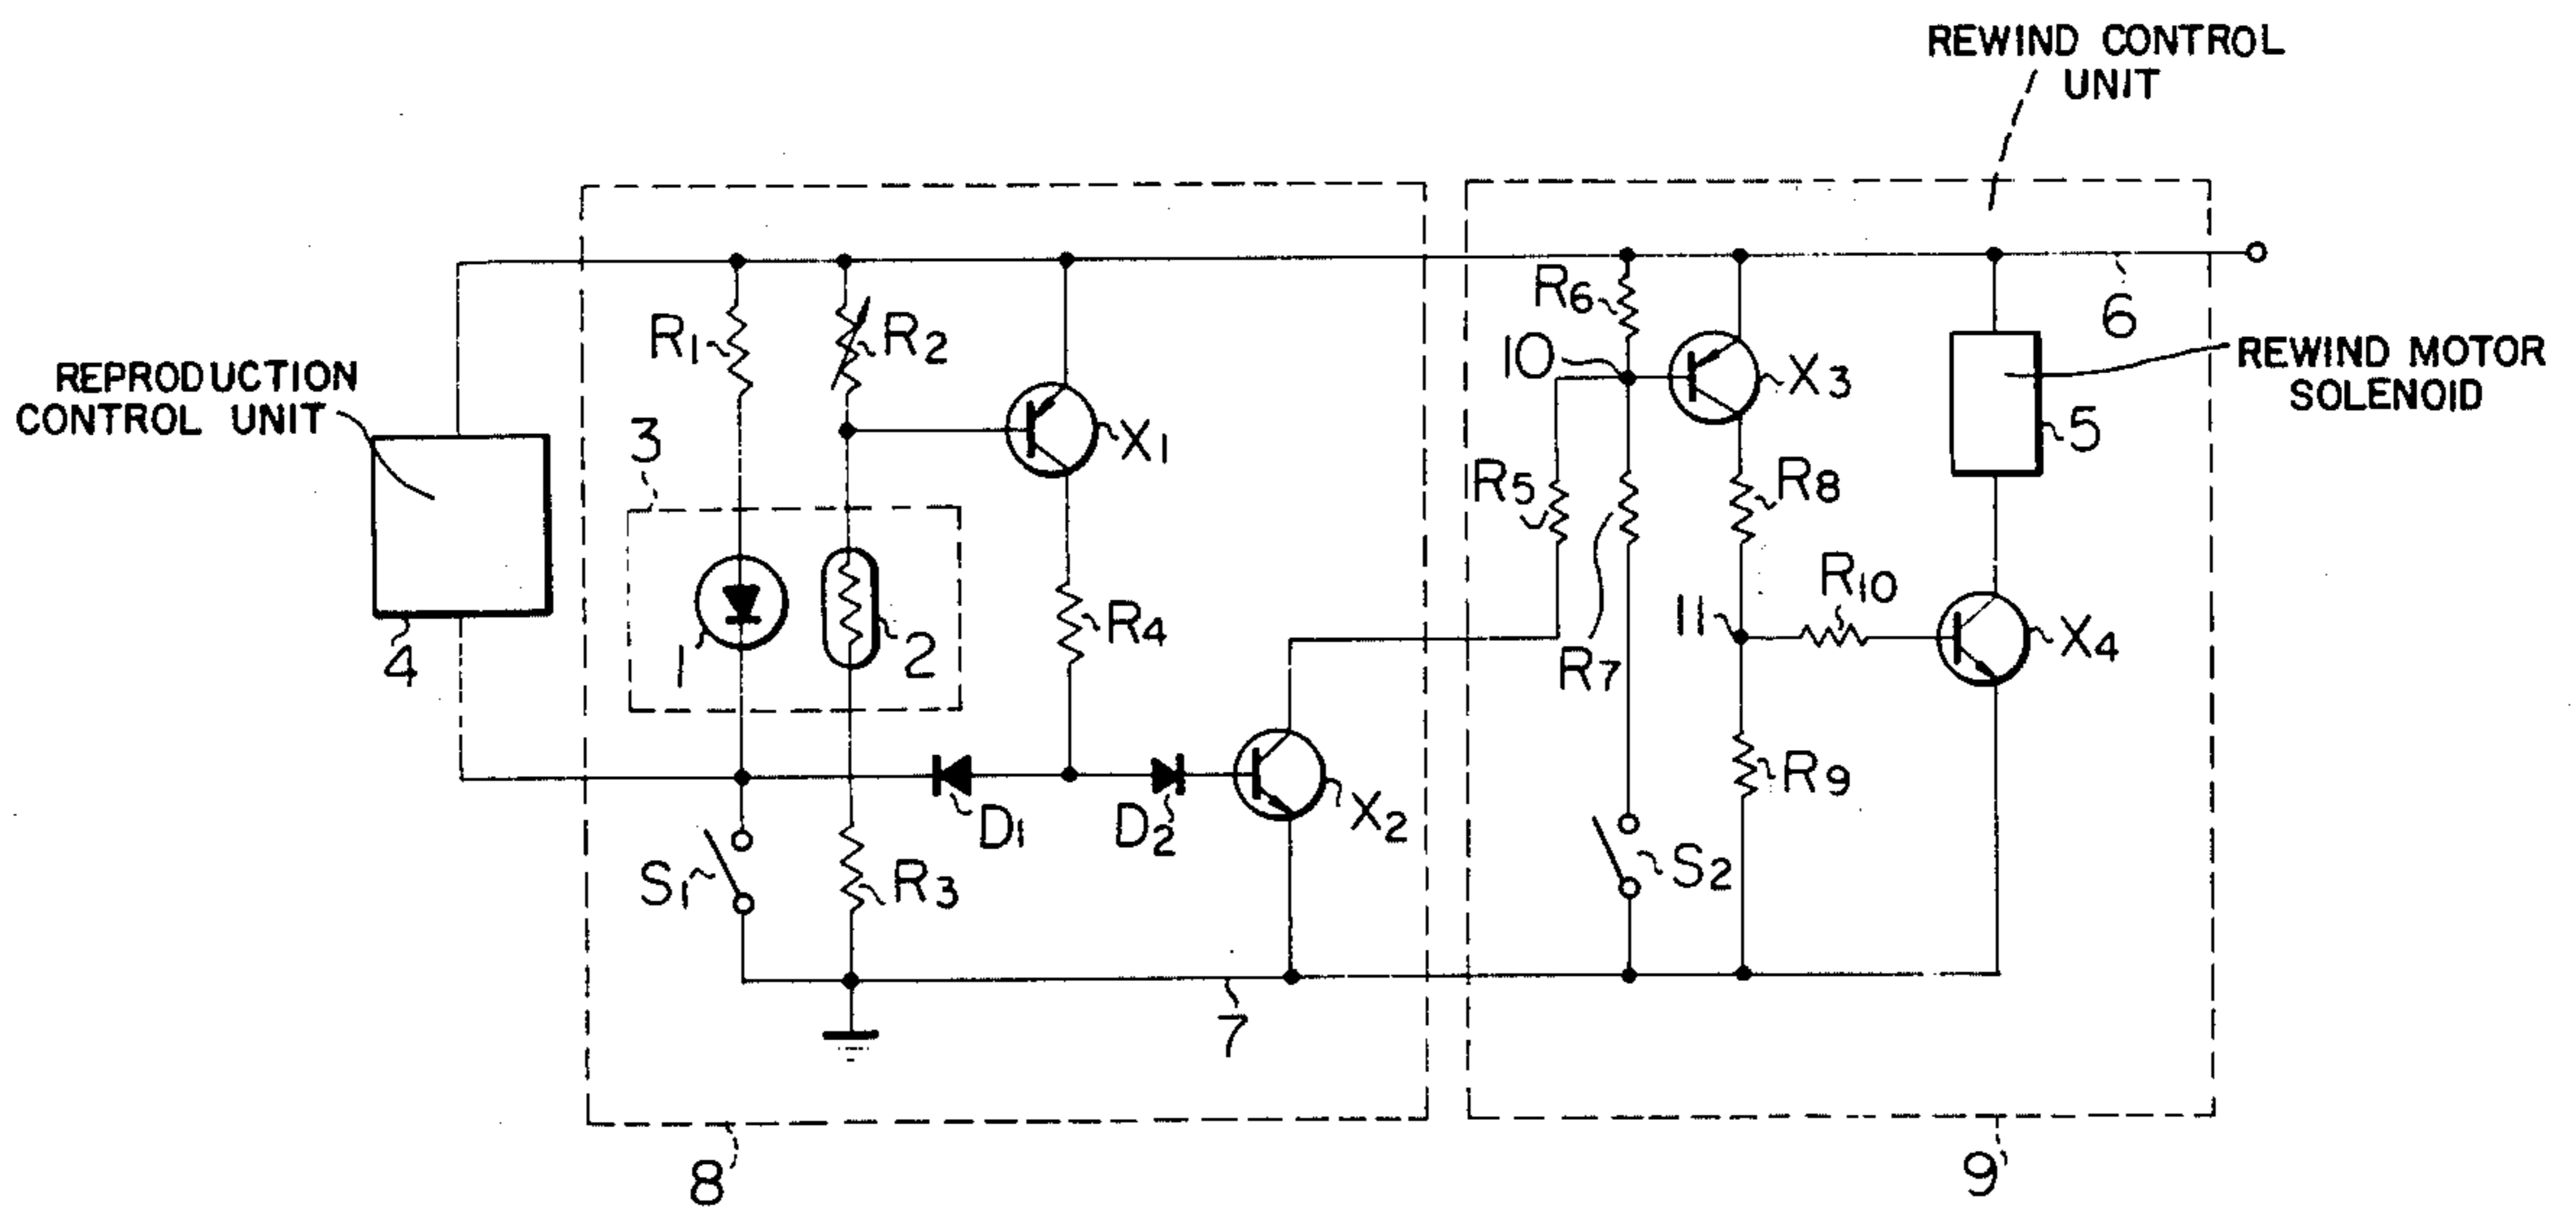 REWIND CONTROL
UNIT
REPRODUCTION
CONTROL UNIT
REWIND MOTOR
SOLENOID
R1
R2
R6
10
X3
6
3
X1
5
R5
R8
R10
11
X4
1
2
R4
R7
4
D1
D2
X2
R9
S1
R3
S2
7
8
9